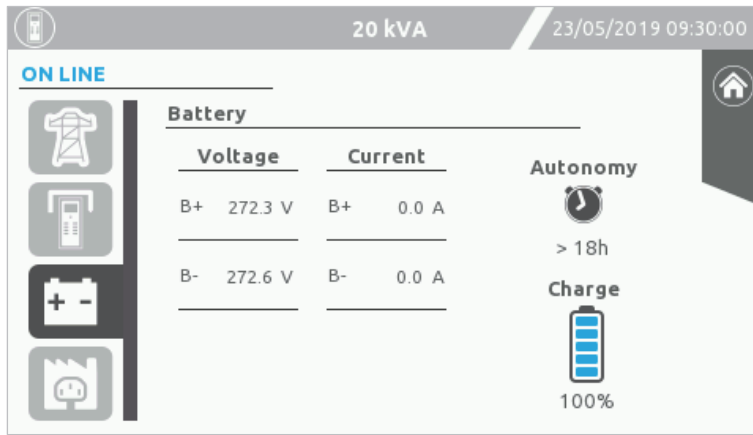 20 kVA 23/05/2019 09:30:00
ON LINE
Battery
Voltage Current
B+ 272.3 V B+ 0.0 A
B- 272.6 V B- 0.0 A
Autonomy
> 18h
Charge
100%